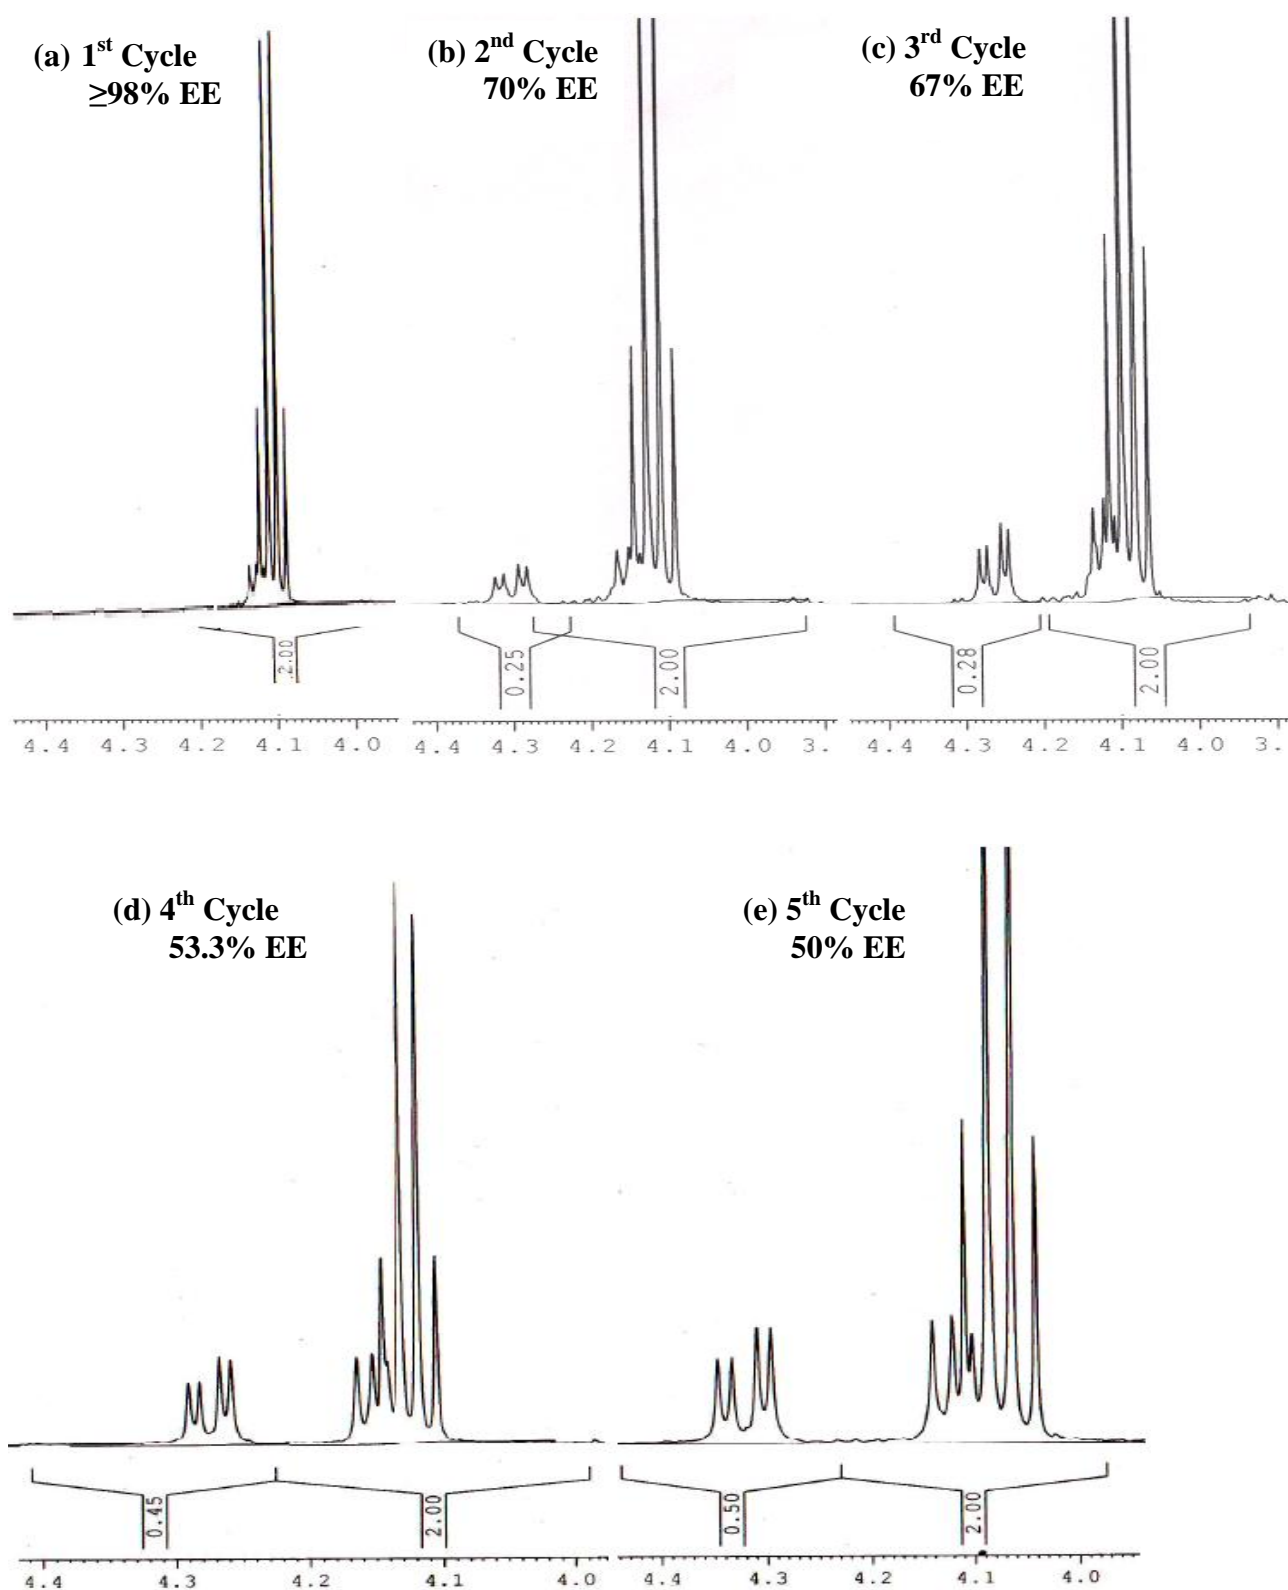 (a) 1st Cycle
≥98% EE
(b) 2nd Cycle
70% EE
(c) 3rd Cycle
67% EE
2.00
0.25
2.00
0.28
2.00
4.4 4.3 4.2 4.1 4.0
4.4 4.3 4.2 4.1 4.0 3.
4.4 4.3 4.2 4.1 4.0 3.
(d) 4th Cycle
53.3% EE
(e) 5th Cycle
50% EE
0.45
2.00
0.50
2.00
4.4 4.3 4.2 4.1 4.0
4.4 4.3 4.2 4.1 4.0